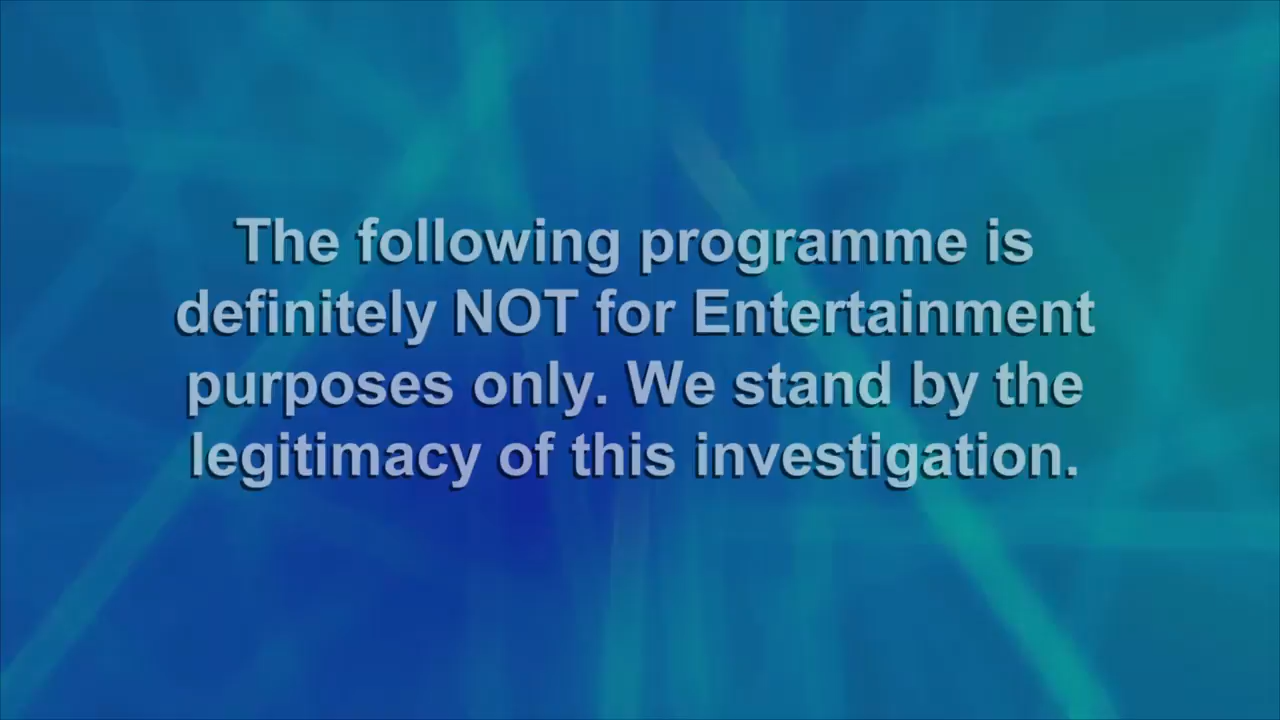 The following programme is
definitely NOT for Entertainment
purposes only. We stand by the
legitimacy of this investigation.